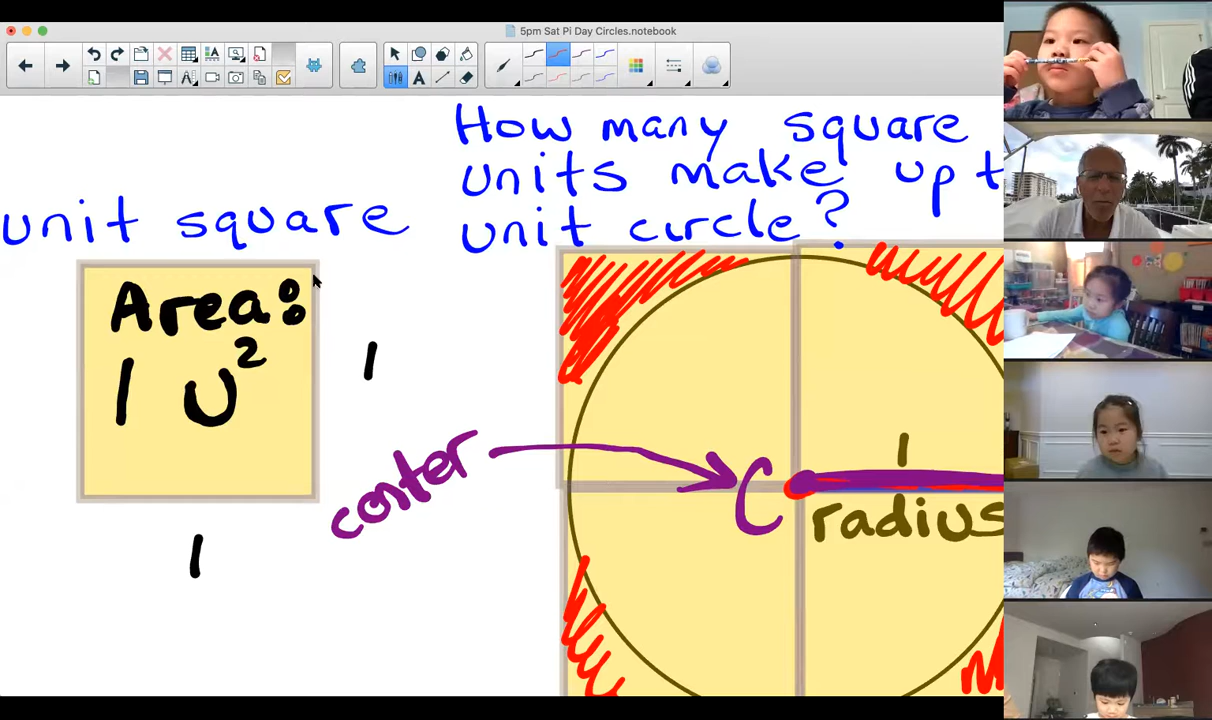 5pm Sat Pi Day Circles.notebook
How many square
units make up t
unit circle?
unit square
Area:
1 U²
1
1
center
C
1
radius